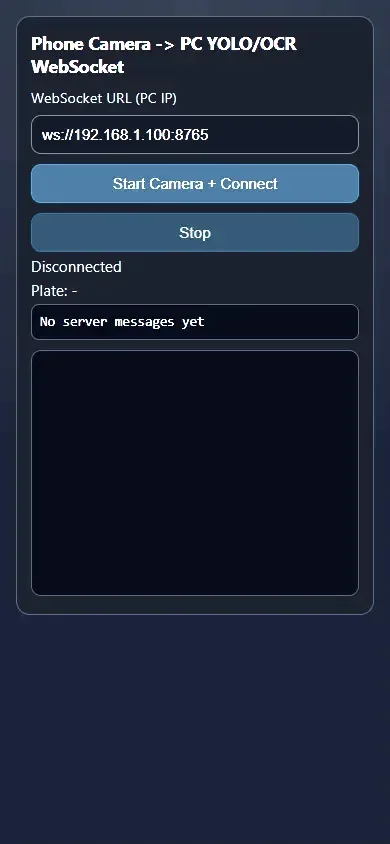 Phone Camera -> PC YOLO/OCR
WebSocket
WebSocket URL (PC IP)
ws://192.168.1.100:8765
Start Camera + Connect
Stop
Disconnected
Plate: -
No server messages yet